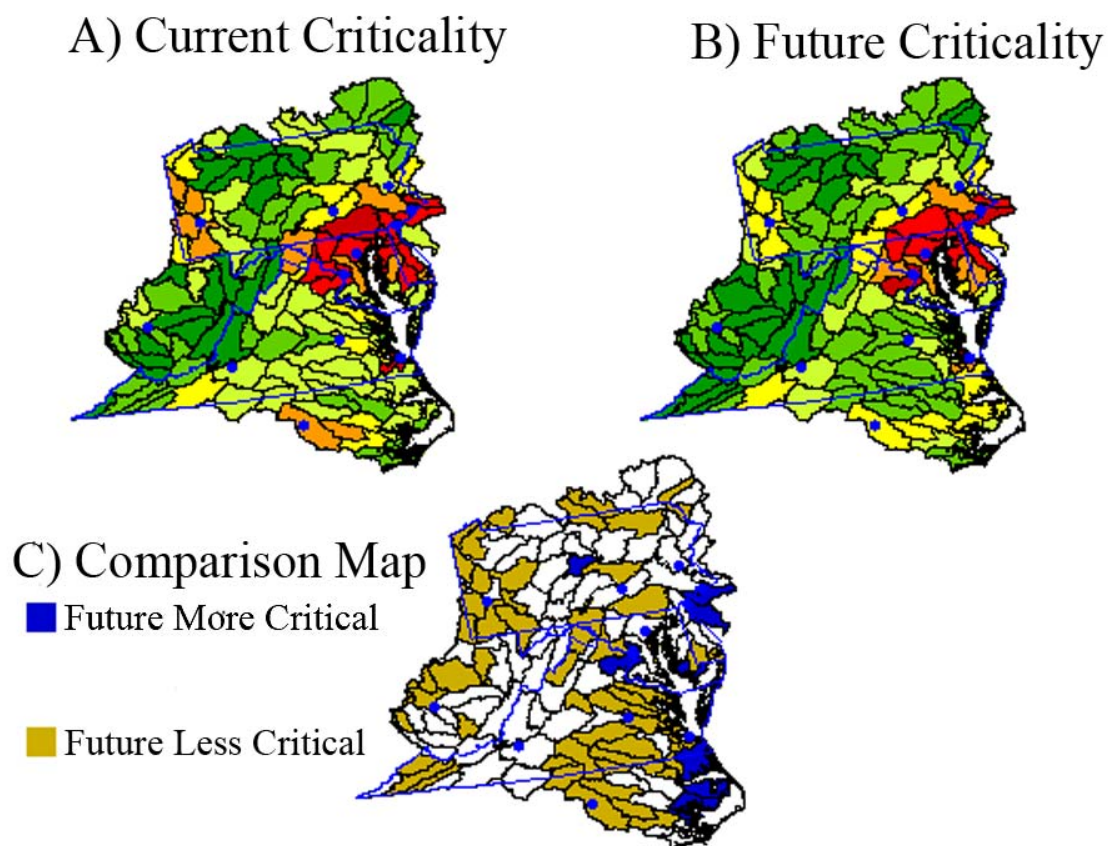 A) Current Criticality
B) Future Criticality
C) Comparison Map
Future More Critical
Future Less Critical